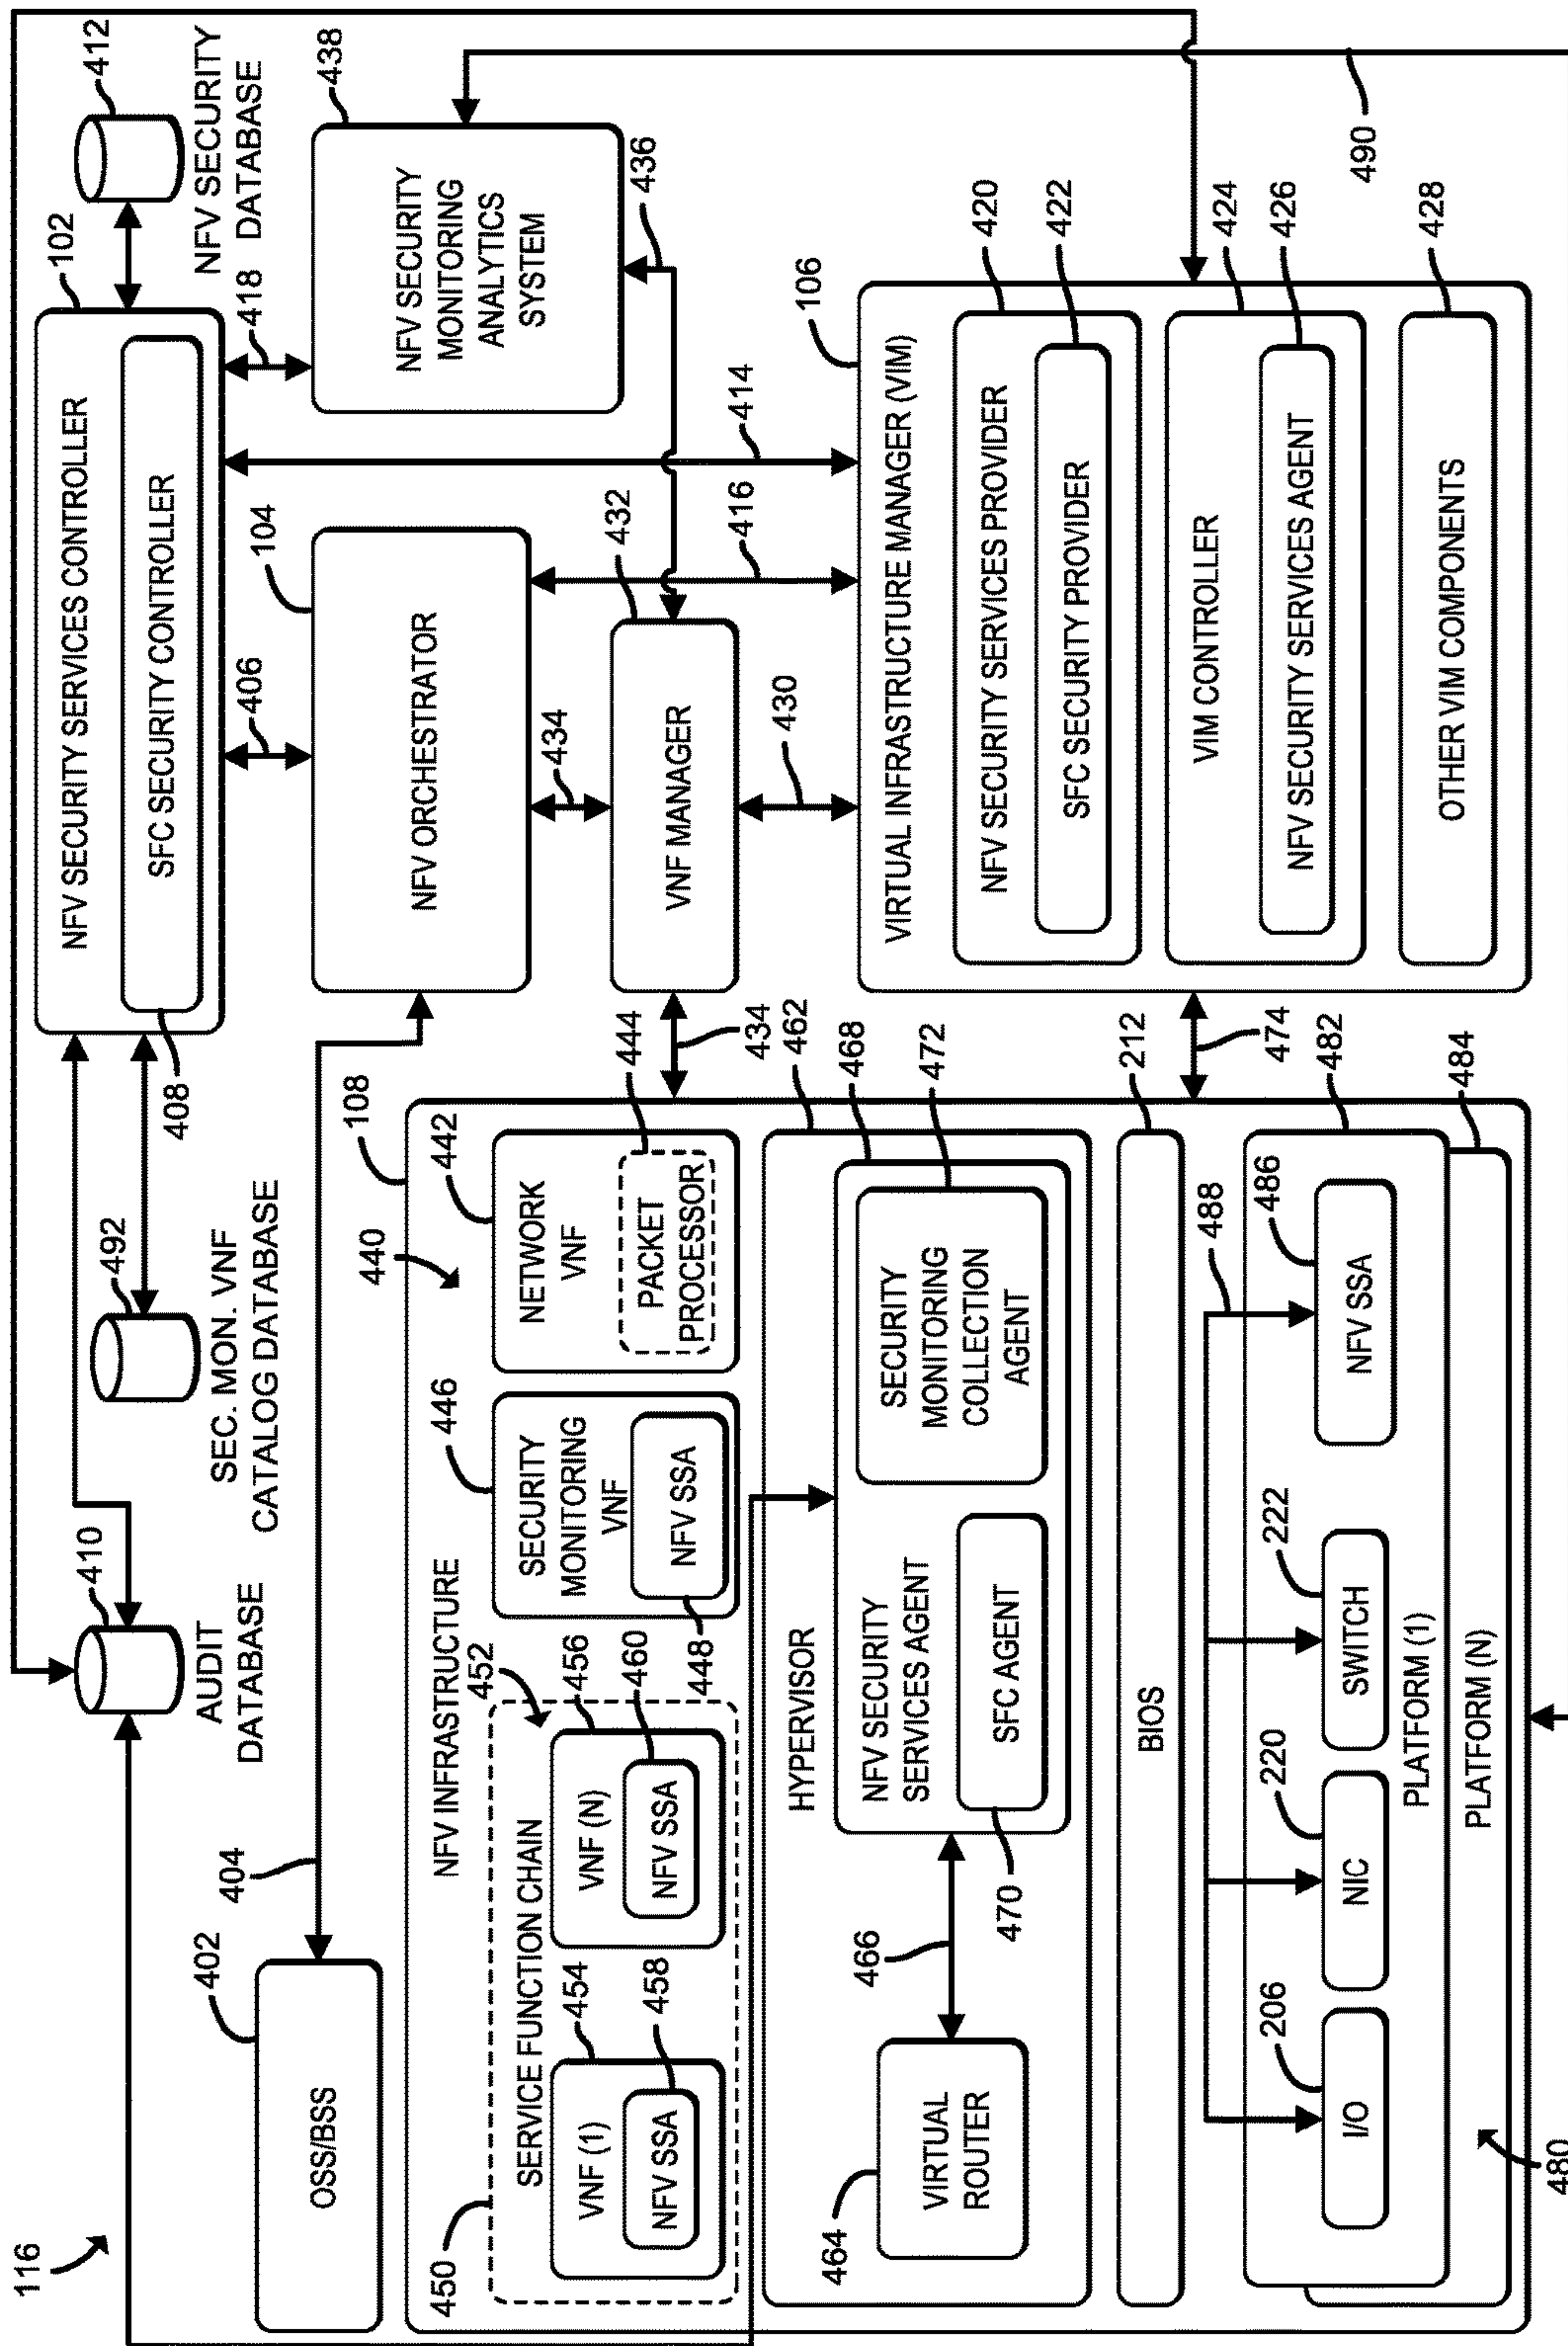 116
402
OSS/BSS
404
410
AUDIT
DATABASE
492
SEC. MON. VNF
CATALOG DATABASE
102
NFV SECURITY SERVICES CONTROLLER
SFC SECURITY CONTROLLER
408
412
NFV SECURITY
DATABASE
406
418
104
NFV ORCHESTRATOR
438
NFV SECURITY
MONITORING
ANALYTICS
SYSTEM
436
434
416
414
432
VNF MANAGER
430
434
106
VIRTUAL INFRASTRUCTURE MANAGER (VIM)
NFV SECURITY SERVICES PROVIDER
420
SFC SECURITY PROVIDER
422
VIM CONTROLLER
424
NFV SECURITY SERVICES AGENT
426
OTHER VIM COMPONENTS
428
490
474
108
NFV INFRASTRUCTURE
440
450
SERVICE FUNCTION CHAIN
452
454
VNF (1)
458
NFV SSA
456
VNF (N)
460
NFV SSA
446
SECURITY
MONITORING
VNF
NFV SSA
448
442
NETWORK
VNF
444
PACKET
PROCESSOR
462
HYPERVISOR
464
VIRTUAL
ROUTER
466
468
NFV SECURITY
SERVICES AGENT
SFC AGENT
470
472
SECURITY
MONITORING
COLLECTION
AGENT
212
BIOS
482
488
206
I/O
220
NIC
222
SWITCH
486
NFV SSA
PLATFORM (1)
484
PLATFORM (N)
480